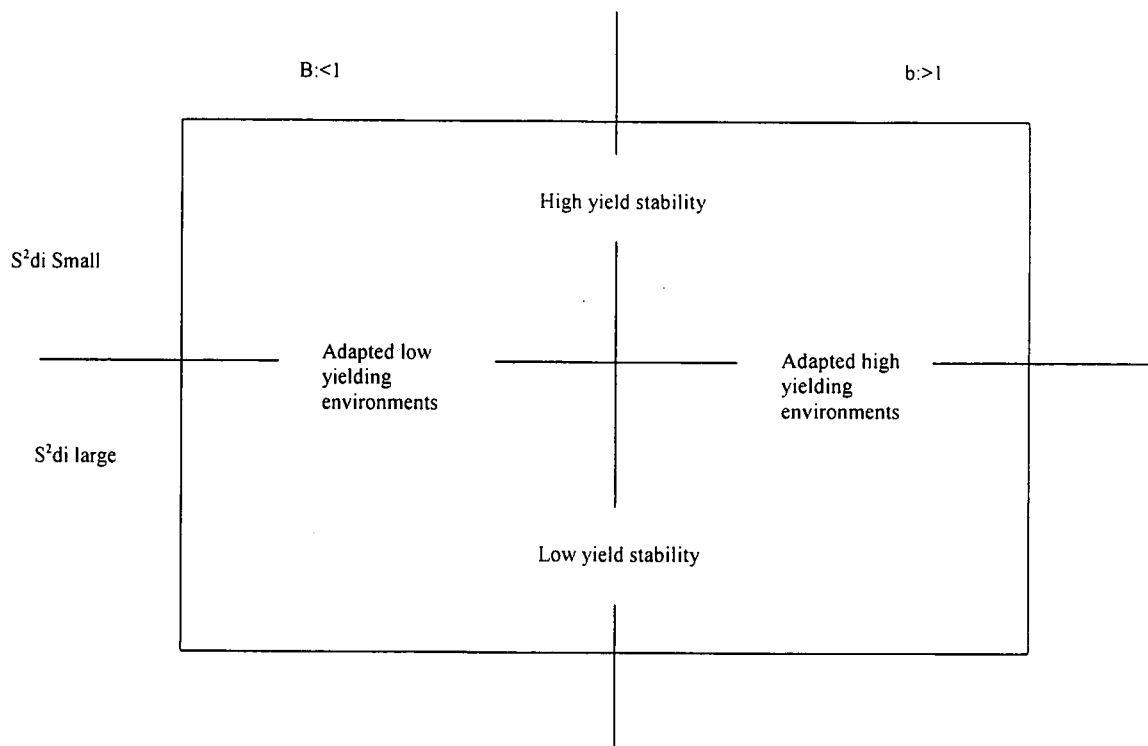 B:<1
b:>1
High yield stability
S²di Small
Adapted low
yielding
environments
Adapted high
yielding
environments
S²di large
Low yield stability